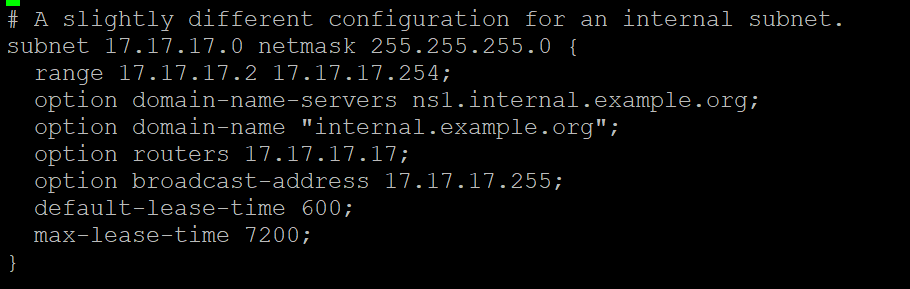 # A slightly different configuration for an internal subnet.
subnet 17.17.17.0 netmask 255.255.255.0 {
  range 17.17.17.2 17.17.17.254;
  option domain-name-servers ns1.internal.example.org;
  option domain-name "internal.example.org";
  option routers 17.17.17.17;
  option broadcast-address 17.17.17.255;
  default-lease-time 600;
  max-lease-time 7200;
}